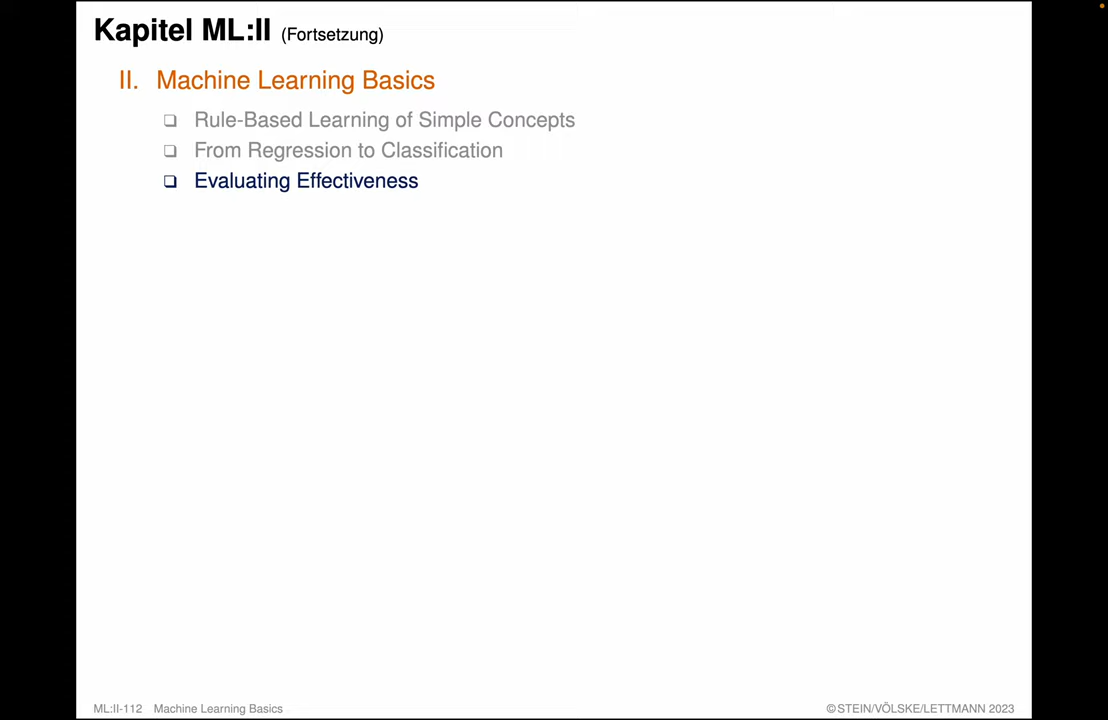 Kapitel ML:II (Fortsetzung)
II. Machine Learning Basics
❑ Rule-Based Learning of Simple Concepts
❑ From Regression to Classification
❑ Evaluating Effectiveness
ML:II-112 Machine Learning Basics
©STEIN/VÖLSKE/LETTMANN 2023